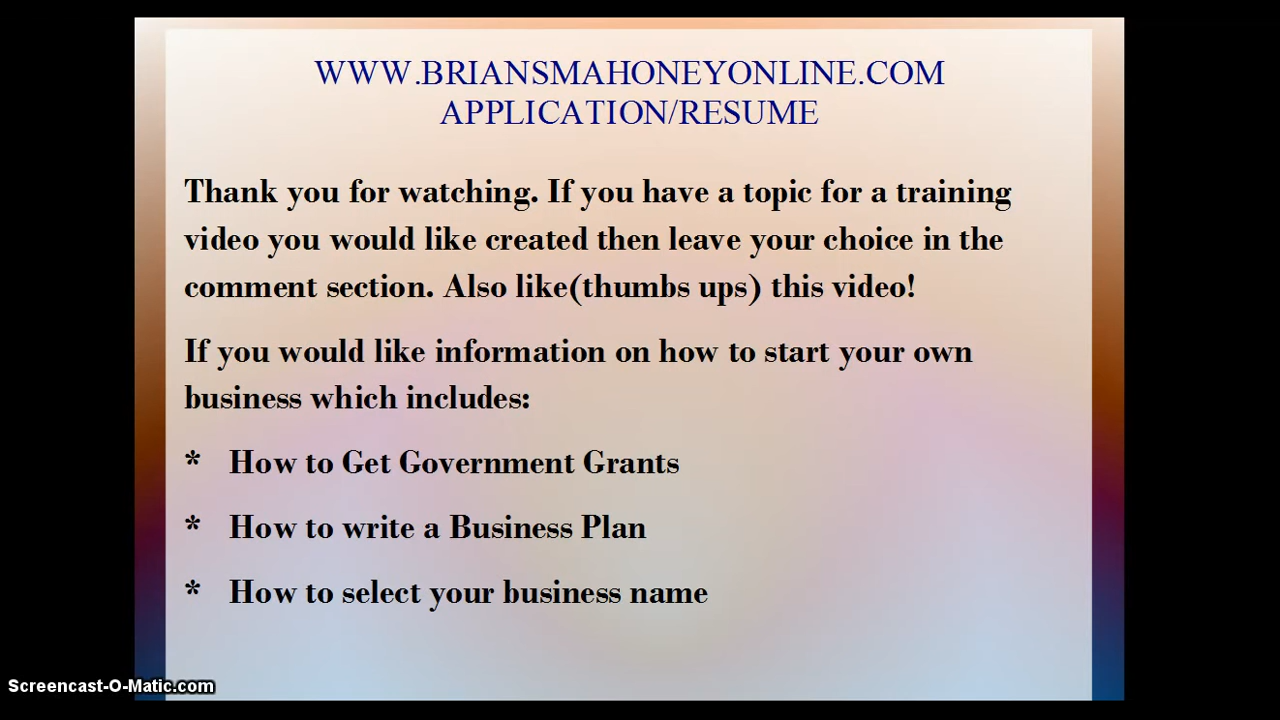 WWW.BRIANSMAHONEYONLINE.COM
APPLICATION/RESUME
Thank you for watching. If you have a topic for a training
video you would like created then leave your choice in the
comment section. Also like(thumbs ups) this video!
If you would like information on how to start your own
business which includes:
* How to Get Government Grants
* How to write a Business Plan
* How to select your business name
Screencast-O-Matic.com